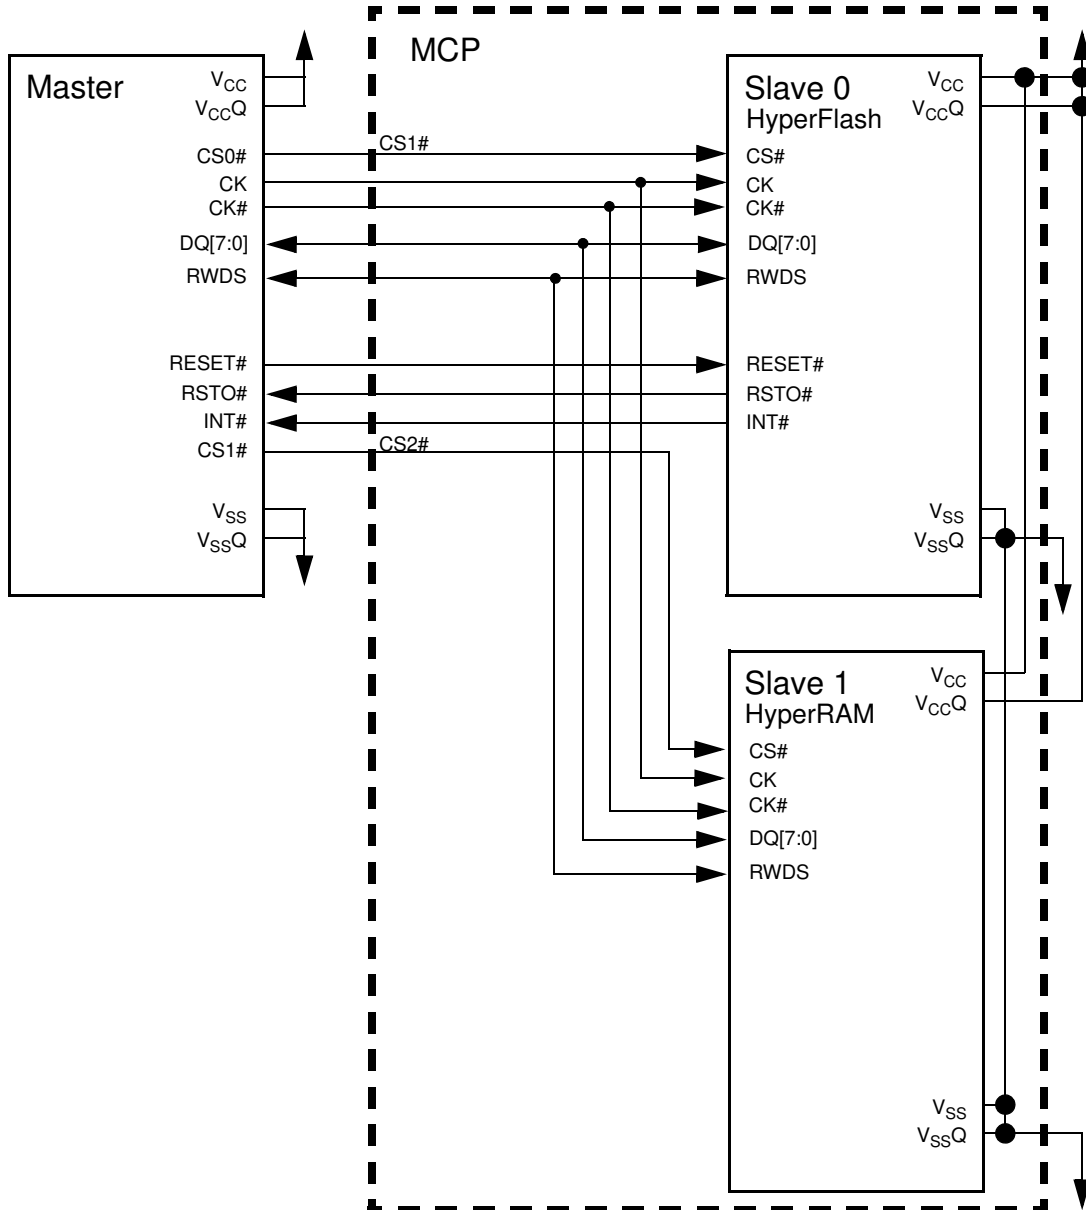 MCP
Master
VCC
VCCQ
CS0#
CK
CK#
DQ[7:0]
RWDS
RESET#
RSTO#
INT#
CS1#
VSS
VSSQ
CS1#
CS2#
Slave 0
HyperFlash
VCC
VCCQ
CS#
CK
CK#
DQ[7:0]
RWDS
RESET#
RSTO#
INT#
VSS
VSSQ
Slave 1
HyperRAM
VCC
VCCQ
CS#
CK
CK#
DQ[7:0]
RWDS
VSS
VSSQ